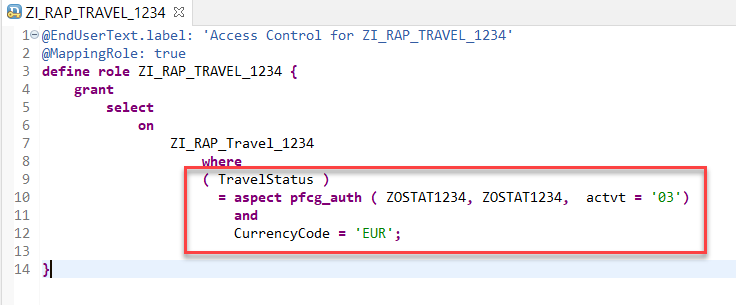 ZI_RAP_TRAVEL_1234
1 @EndUserText.label: 'Access Control for ZI_RAP_TRAVEL_1234'
2 @MappingRole: true
3 define role ZI_RAP_TRAVEL_1234 {
4 grant
5 select
6 on
7 ZI_RAP_Travel_1234
8 where
9 ( TravelStatus )
10 = aspect pfcg_auth ( ZOSTAT1234, ZOSTAT1234,  actvt = '03')
11 and
12 CurrencyCode = 'EUR';
13
14 }